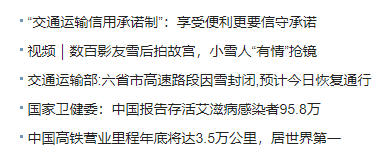 “交通运输信用承诺制”：享受便利更要信守承诺
视频│数百影友雪后拍故宫，小雪人“有情”抢镜
交通运输部:六省市高速路段因雪封闭,预计今日恢复通行
国家卫健委：中国报告存活艾滋病感染者95.8万
中国高铁营业里程年底将达3.5万公里，居世界第一